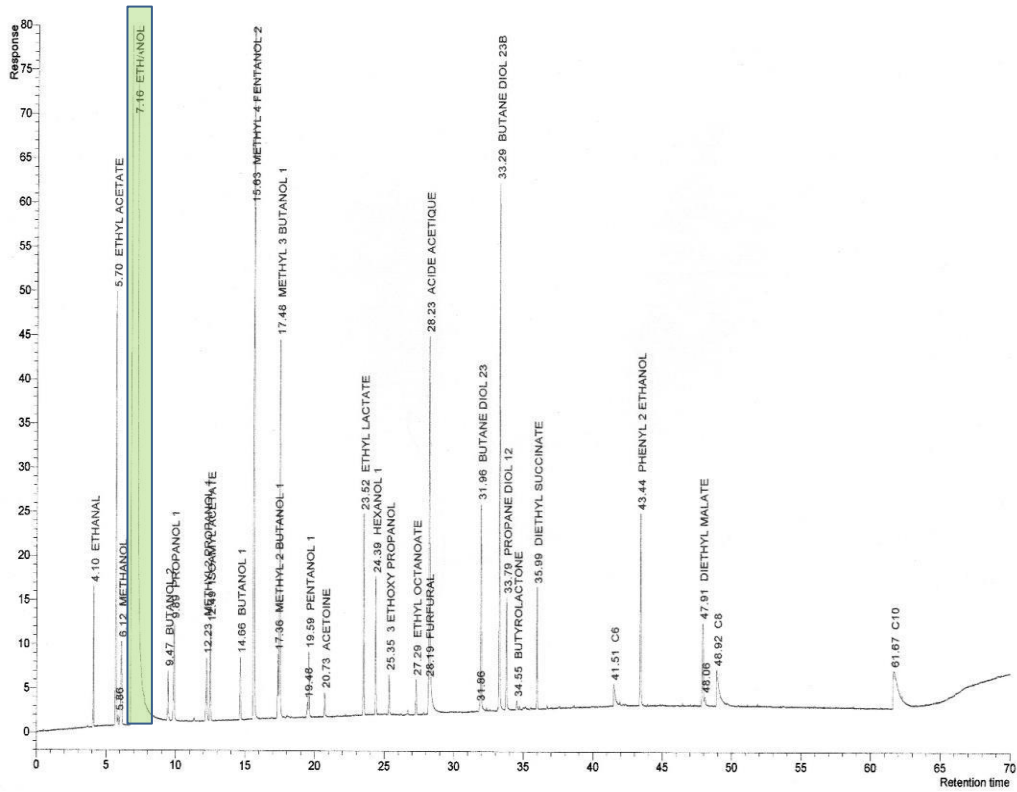 Response
80
70
65
60
55
50
45
40
35
30
25
20
15
10
5
0
4.10 ETHANAL
5.70 ETHYL ACETATE
5.86
6.12 METHANOL
7.16 ETHANOL
9.47 BUTANOL 2
9.89 PROPANOL 1
12.23 METHYL 2 PROPANOL 1
12.49 ISOAMYL ACETATE
14.66 BUTANOL 1
15.63 METHYL 4 PENTANOL 2
17.36 METHYL 2 BUTANOL 1
17.48 METHYL 3 BUTANOL 1
19.48
19.59 PENTANOL 1
20.73 ACETOINE
23.52 ETHYL LACTATE
24.39 HEXANOL 1
25.35 3 ETHOXY PROPANOL
27.29 ETHYL OCTANOATE
28.19 FURFURAL
28.23 ACIDE ACETIQUE
31.86
31.96 BUTANE DIOL 23
33.29 BUTANE DIOL 23B
33.79 PROPANE DIOL 12
34.55 BUTYROLACTONE
35.99 DIETHYL SUCCINATE
41.51 C6
43.44 PHENYL 2 ETHANOL
47.91 DIETHYL MALATE
48.06
48.92 C8
61.67 C10
0 5 10 15 20 25 30 35 40 45 50 55 60 65 70
Retention time